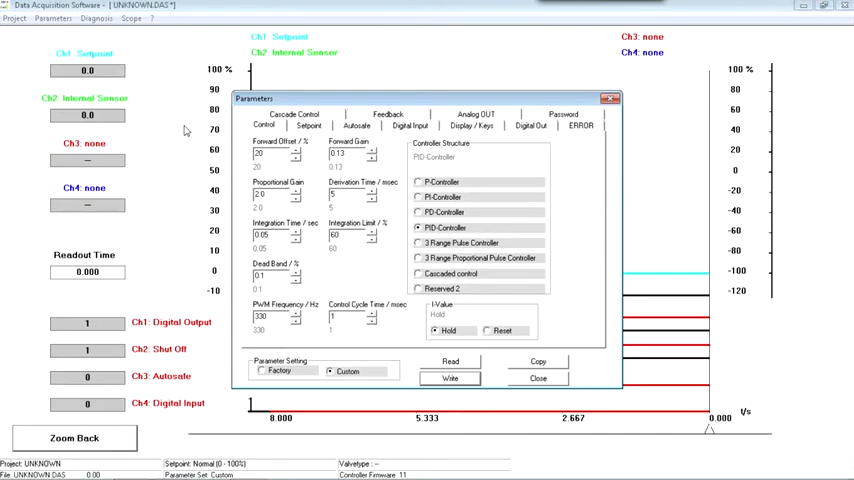 Data Acquisition Software - [ UNKNOWN.DAS *]
Project Parameters Diagnosis Scope ?
Ch1: Setpoint
0.0
Ch2: Internal Sensor
0.0
Ch3: none
--
Ch4: none
--
Readout Time
0.000
1 Ch1: Digital Output
1 Ch2: Shut Off
0 Ch3: Autosafe
0 Ch4: Digital Input
Zoom Back
Ch1: Setpoint
Ch2: Internal Sensor
Ch3: none
Ch4: none
100 %
90
80
70
60
50
40
30
20
10
0
-10
100 %
80
60
40
20
0
-20
-40
-60
-80
-100
-120
8.000 5.333 2.667 0.000 t/s
Parameters
Cascade Control Feedback Analog OUT Password
Control Setpoint Autosafe Digital Input Display / Keys Digital Out ERROR
Forward Offset / % Forward Gain
20 0.13
20 0.13
Proportional Gain Derivation Time / msec
2.0 5
2.0 5
Integration Time / sec Integration Limit / %
0.05 60
0.05 60
Dead Band / %
0.1
0.1
PWM Frequency / Hz Control Cycle Time / msec
330 1
330 1
Controller Structure
PID-Controller
P-Controller
PI-Controller
PD-Controller
PID-Controller
3 Range Pulse Controller
3 Range Proportional Pulse Controller
Cascaded control
Reserved 2
I-Value
Hold
Hold Reset
Parameter Setting
Factory Custom
Read Copy
Write Close
Project: UNKNOWN Setpoint: Normal (0 - 100%) Valvetype : --
File: UNKNOWN.DAS 0.00 Parameter Set: Custom Controller Firmware 11